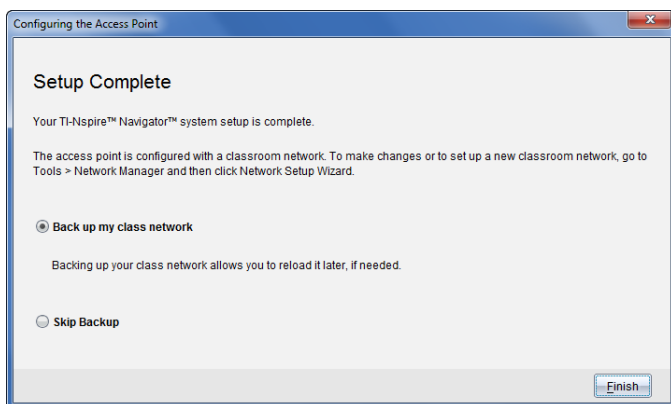 Configuring the Access Point
Setup Complete
Your TI-Nspire™ Navigator™ system setup is complete.
The access point is configured with a classroom network. To make changes or to set up a new classroom network, go to
Tools > Network Manager and then click Network Setup Wizard.
Back up my class network
Backing up your class network allows you to reload it later, if needed.
Skip Backup
Finish